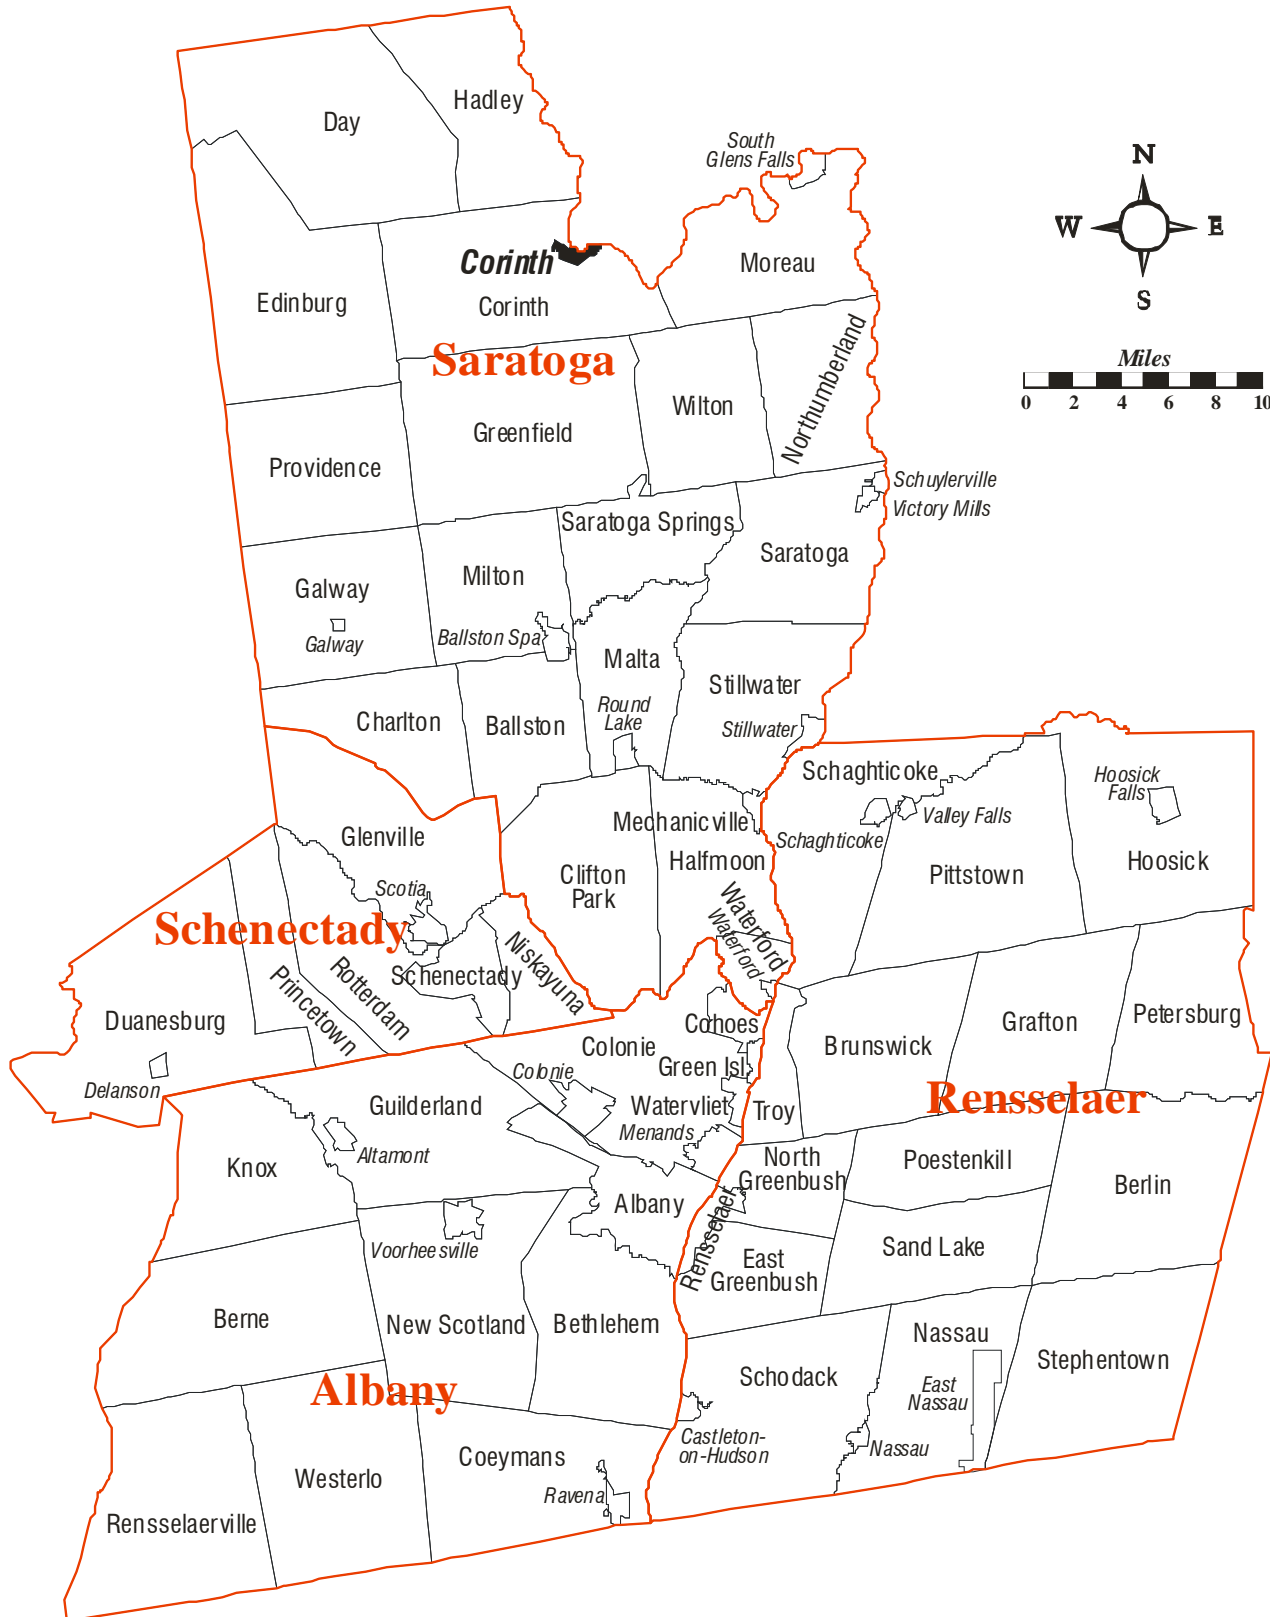 Hadley
Day
South
Glens Falls
N
W
E
S
Corinth
Moreau
Edinburg
Corinth
Miles
0 2 4 6 8 10
Saratoga
Northumberland
Wilton
Greenfield
Providence
Schuylerville
Victory Mills
Saratoga Springs
Saratoga
Milton
Galway
Galway
Ballston Spa
Malta
Stillwater
Round
Lake
Stillwater
Charlton
Ballston
Schaghticoke
Hoosick
Falls
Valley Falls
Schaghticoke
Mechanicville
Glenville
Halfmoon
Hoosick
Pittstown
Clifton
Park
Scotia
Waterford
Waterford
Schenectady
Niskayuna
Schenectady
Rotterdam
Princetown
Duanesburg
Delanson
Cohoes
Colonie
Green Isl
Colonie
Watervliet
Menands
Troy
Brunswick
Grafton
Petersburg
Rensselaer
Guilderland
Altamont
Knox
North
Greenbush
Poestenkill
Berlin
Albany
Rensselaer
Voorheesville
Sand Lake
East
Greenbush
Berne
New Scotland
Bethlehem
Nassau
Stephentown
Schodack
East
Nassau
Albany
Castleton-
on-Hudson
Nassau
Coeymans
Westerlo
Ravena
Rensselaerville